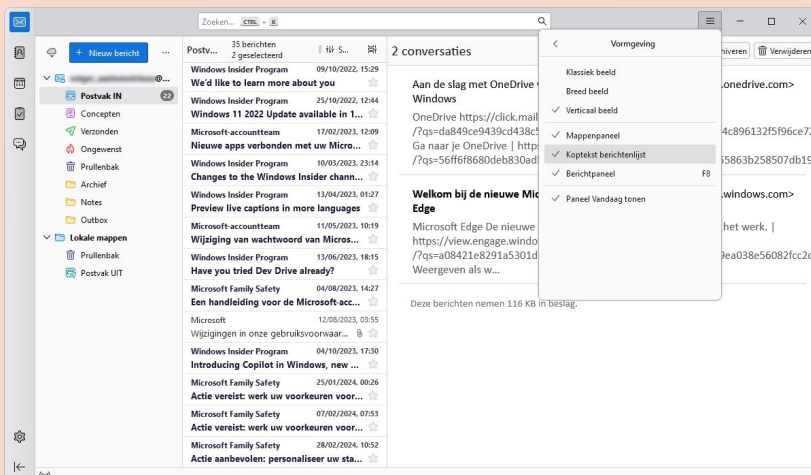 Zoeken... CTRL + K
+ Nieuw bericht ...
@...
Postvak IN 22
Concepten
Verzonden
Ongewenst
Prullenbak
Archief
Notes
Outbox
Lokale mappen
Prullenbak
Postvak UIT
Postv... 35 berichten
2 geselecteerd
S...
Windows Insider Program 09/10/2022, 15:29
We'd like to learn more about you
Windows Insider Program 25/10/2022, 12:44
Windows 11 2022 Update available in 1...
Microsoft-accountteam 17/02/2023, 12:09
Nieuwe apps verbonden met uw Micro...
Windows Insider Program 10/03/2023, 23:14
Changes to the Windows Insider chann...
Windows Insider Program 13/04/2023, 01:27
Preview live captions in more languages
Microsoft-accountteam 11/05/2023, 10:19
Wijziging van wachtwoord van Micros...
Windows Insider Program 13/06/2023, 18:15
Have you tried Dev Drive already?
Microsoft Family Safety 04/08/2023, 14:27
Een handleiding voor de Microsoft-acc...
Microsoft 12/08/2023, 03:55
Wijzigingen in onze gebruiksvoorwaar...
Windows Insider Program 04/10/2023, 17:30
Introducing Copilot in Windows, new ...
Microsoft Family Safety 25/01/2024, 00:26
Actie vereist: werk uw voorkeuren voor...
Microsoft Family Safety 07/02/2024, 07:53
Actie vereist: werk uw voorkeuren voor...
Microsoft Family Safety 28/02/2024, 10:52
Actie aanbevolen: personaliseer uw sta...
2 conversaties
hiveren Verwijderen
Aan de slag met OneDrive
.onedrive.com>
Windows
OneDrive https://click.mail
/?qs=da849ce9439cd438c5
4c896132f5f96ce72
Ga naar je OneDrive | http
/?qs=56ff6f8680deb830ad
55863b258507db19
Welkom bij de nieuwe Mic
.windows.com>
Edge
Microsoft Edge De nieuwe
het werk. |
https://view.engage.windo
/?qs=a08421e8291a5301d
9ea038e56082fcc2d
Weergeven als w...
Deze berichten nemen 116 KB in beslag.
Vormgeving
Klassiek beeld
Breed beeld
Verticaal beeld
Mappenpaneel
Koptekst berichtenlijst
Berichtpaneel F8
Paneel Vandaag tonen